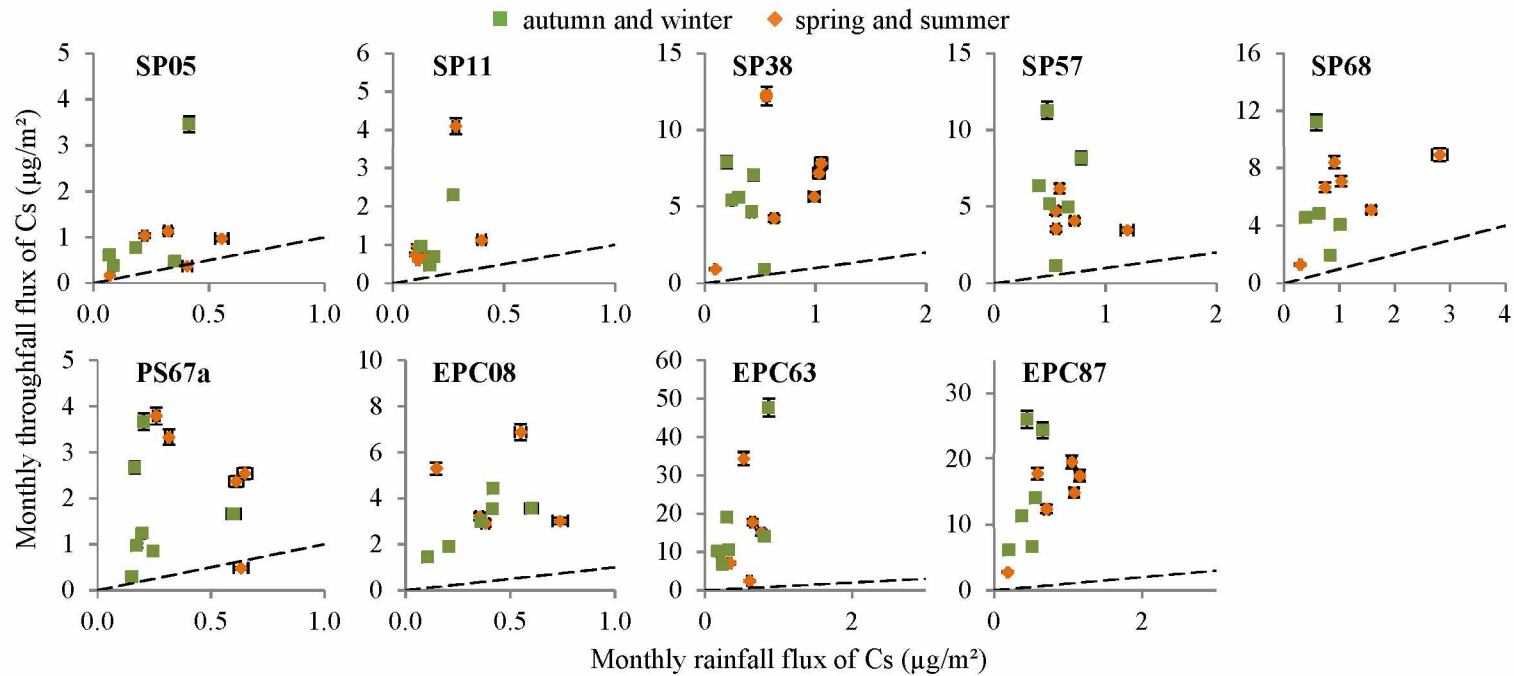 autumn and winter spring and summer
Monthly throughfall flux of Cs (µg/m²)
SP05
5
4
3
2
1
0
0.0 0.5 1.0
SP11
6
5
4
3
2
1
0
0.0 0.5 1.0
SP38
15
10
5
0
0 1 2
SP57
15
10
5
0
0 1 2
SP68
16
12
8
4
0
0 1 2 3 4
PS67a
5
4
3
2
1
0
0.0 0.5 1.0
EPC08
10
8
6
4
2
0
0.0 0.5 1.0
EPC63
60
50
40
30
20
10
0
0 2
EPC87
30
20
10
0
0 2
Monthly rainfall flux of Cs (µg/m²)